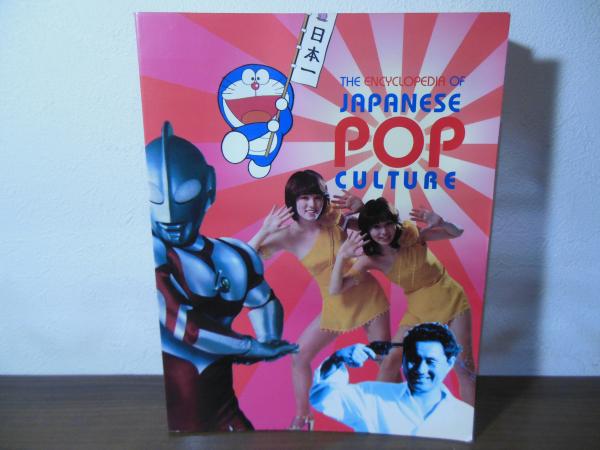 日本一
THE ENCYCLOPEDIA OF
JAPANESE
POP
CULTURE